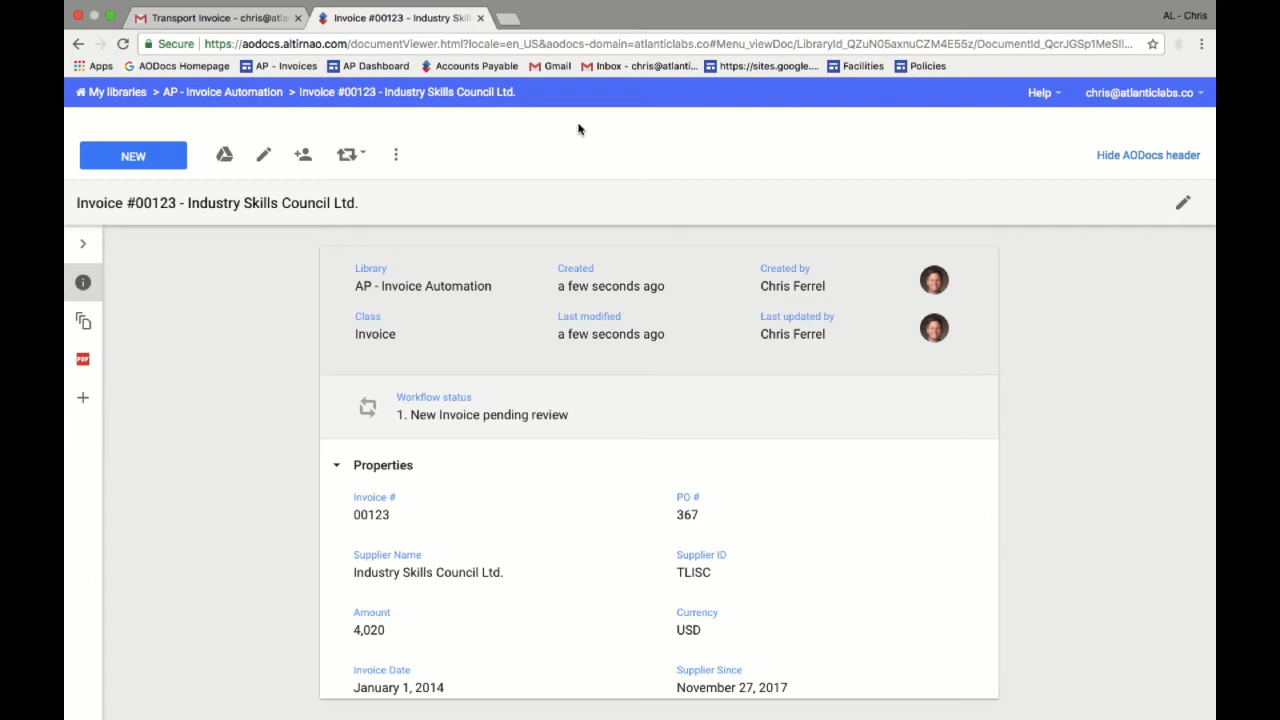 Transport Invoice - chris@atla
Invoice #00123 - Industry Skil
AL - Chris
Secure
https://aodocs.altirnao.com/documentViewer.html?locale=en_US&aodocs-domain=atlanticlabs.co#Menu_viewDoc/LibraryId_QZuN05axnuCZM4E55z/DocumentId_QcrJGSp1MeSll...
Apps AODocs Homepage AP - Invoices AP Dashboard Accounts Payable Gmail Inbox - chris@atlanti... https://sites.google.... Facilities Policies
My libraries > AP - Invoice Automation > Invoice #00123 - Industry Skills Council Ltd.
Help chris@atlanticlabs.co
NEW
Hide AODocs header
Invoice #00123 - Industry Skills Council Ltd.
Library Created Created by
AP - Invoice Automation a few seconds ago Chris Ferrel
Class Last modified Last updated by
Invoice a few seconds ago Chris Ferrel
PDF
Workflow status
1. New Invoice pending review
Properties
Invoice # PO #
00123 367
Supplier Name Supplier ID
Industry Skills Council Ltd. TLISC
Amount Currency
4,020 USD
Invoice Date Supplier Since
January 1, 2014 November 27, 2017